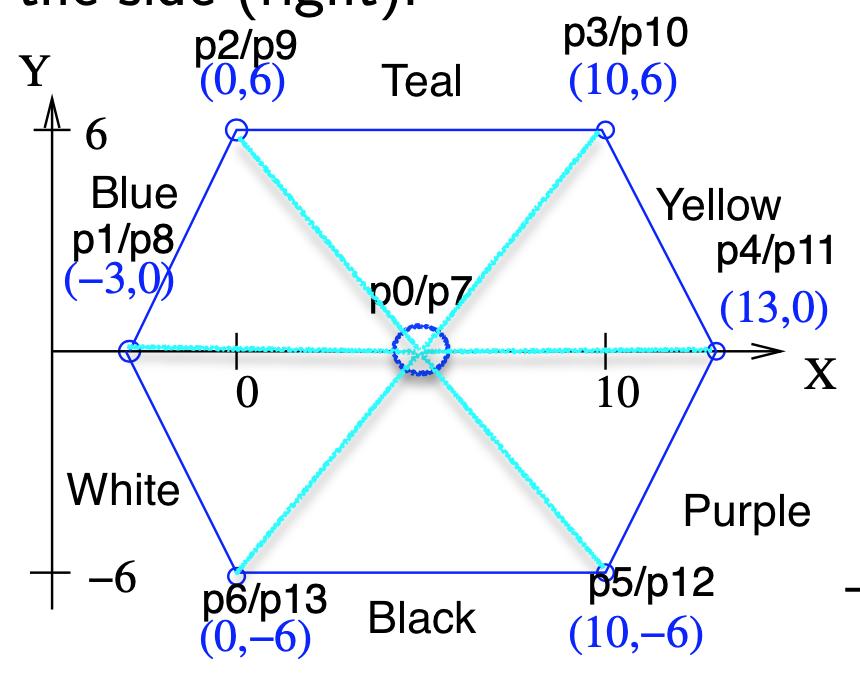 the side (right).
p2/p9
(0,6)
Teal
p3/p10
(10,6)
Y
6
Blue
p1/p8
(−3,0)
Yellow
p4/p11
(13,0)
p0/p7
0
10
X
White
Purple
−6
p6/p13
(0,−6)
Black
p5/p12
(10,−6)